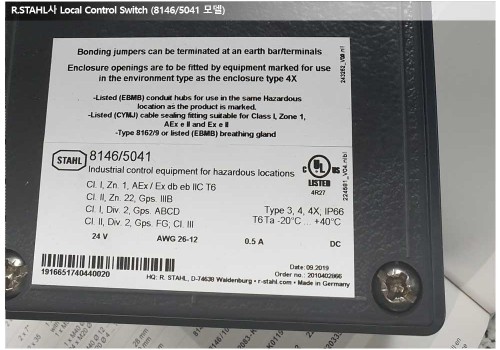 R.STAHL사 Local Control Switch (8146/5041 모델)
Bonding jumpers can be terminated at an earth bar/terminals
Enclosure openings are to be fitted by equipment marked for use
in the environment type as the enclosure type 4X
-Listed (EBMB) conduit hubs for use in the same Hazardous
location as the product is marked.
-Listed (CYMJ) cable sealing fitting suitable for Class I, Zone 1,
AEx e II and Ex e II
-Type 8162/9 or listed (EBMB) breathing gland
STAHL
8146/5041
Industrial control equipment for hazardous locations
Cl. I, Zn. 1, AEx / Ex db eb IIC T6
Cl. II, Zn. 22, Gps. IIIB
Cl. I, Div. 2, Gps. ABCD
Cl. II, Div. 2, Gps. FG, Cl. III
C UL US
LISTED
4R27
Type 3, 4, 4X, IP66
T6 Ta -20°C ... +40°C
24 V AWG 26-12 0.5 A DC
1916651740440020
Date: 09.2019
Order no.: 2010402866
HQ: R. STAHL, D-74638 Waldenburg • r-stahl.com • Made in Germany